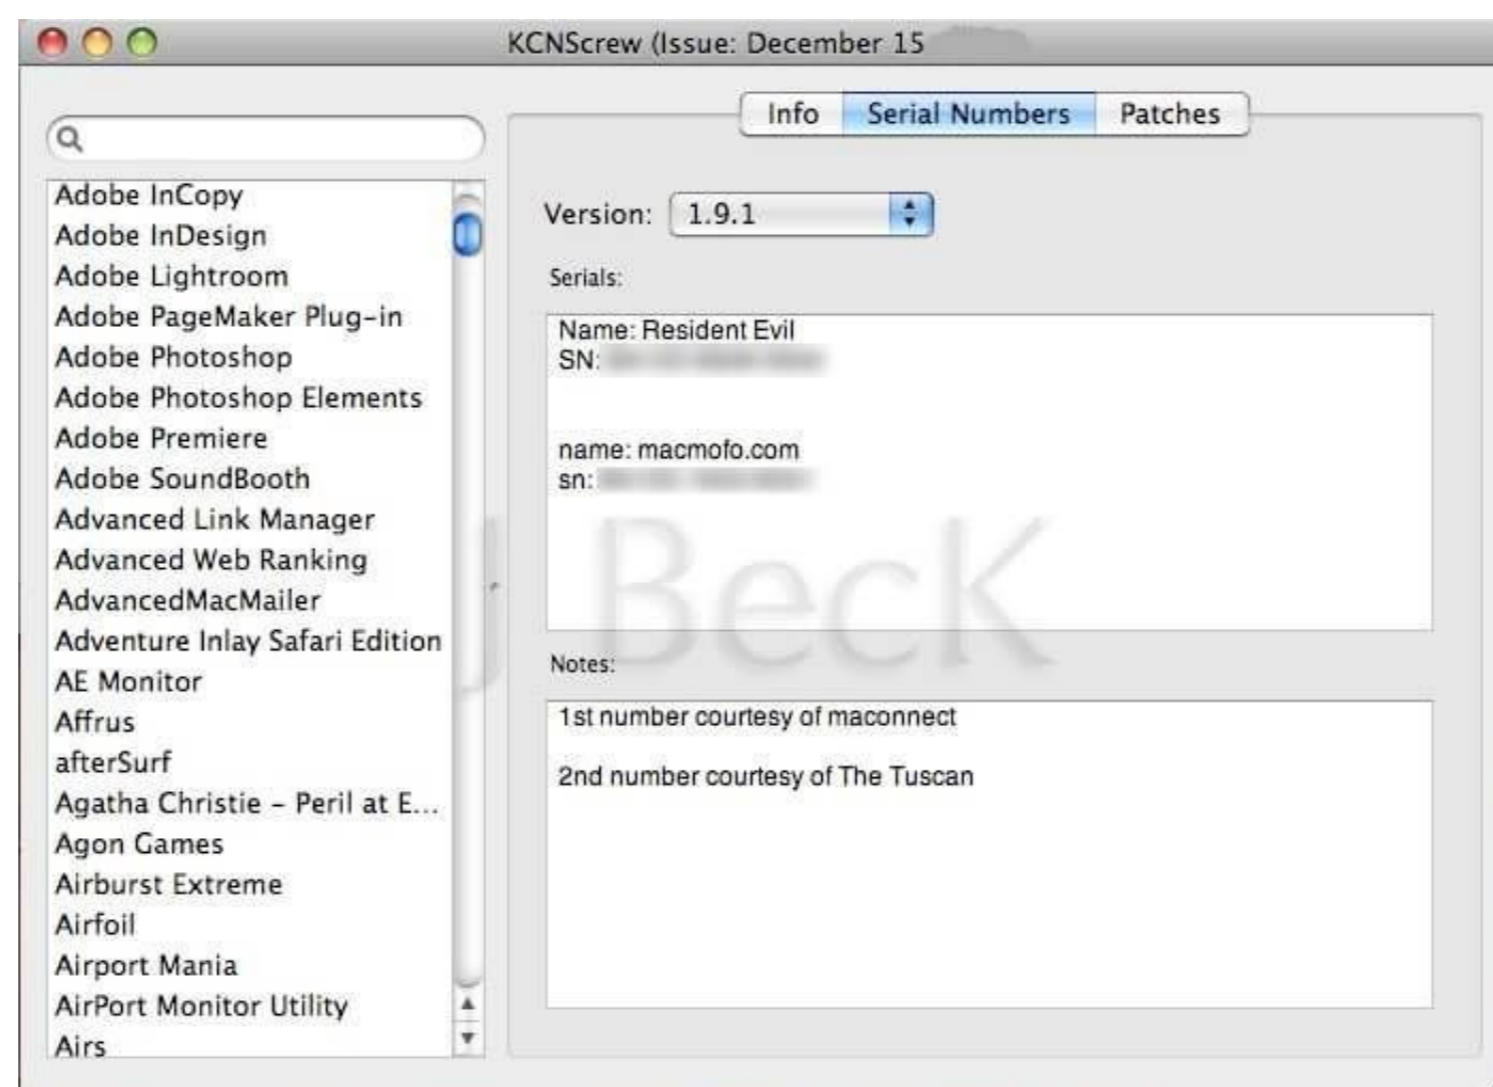 KCNScrew (Issue: December 15
Info
Serial Numbers
Patches
Adobe InCopy
Adobe InDesign
Adobe Lightroom
Adobe PageMaker Plug-in
Adobe Photoshop
Adobe Photoshop Elements
Adobe Premiere
Adobe SoundBooth
Advanced Link Manager
Advanced Web Ranking
AdvancedMacMailer
Adventure Inlay Safari Edition
AE Monitor
Affrus
afterSurf
Agatha Christie – Peril at E...
Agon Games
Airburst Extreme
Airfoil
Airport Mania
AirPort Monitor Utility
Airs
Version: 1.9.1
Serials:
Name: Resident Evil
SN:
name: macmofo.com
sn:
J BecK
Notes:
1st number courtesy of maconnect
2nd number courtesy of The Tuscan